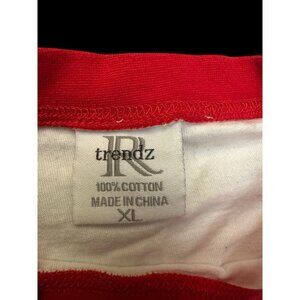 R
trendz
100% COTTON
MADE IN CHINA
XL